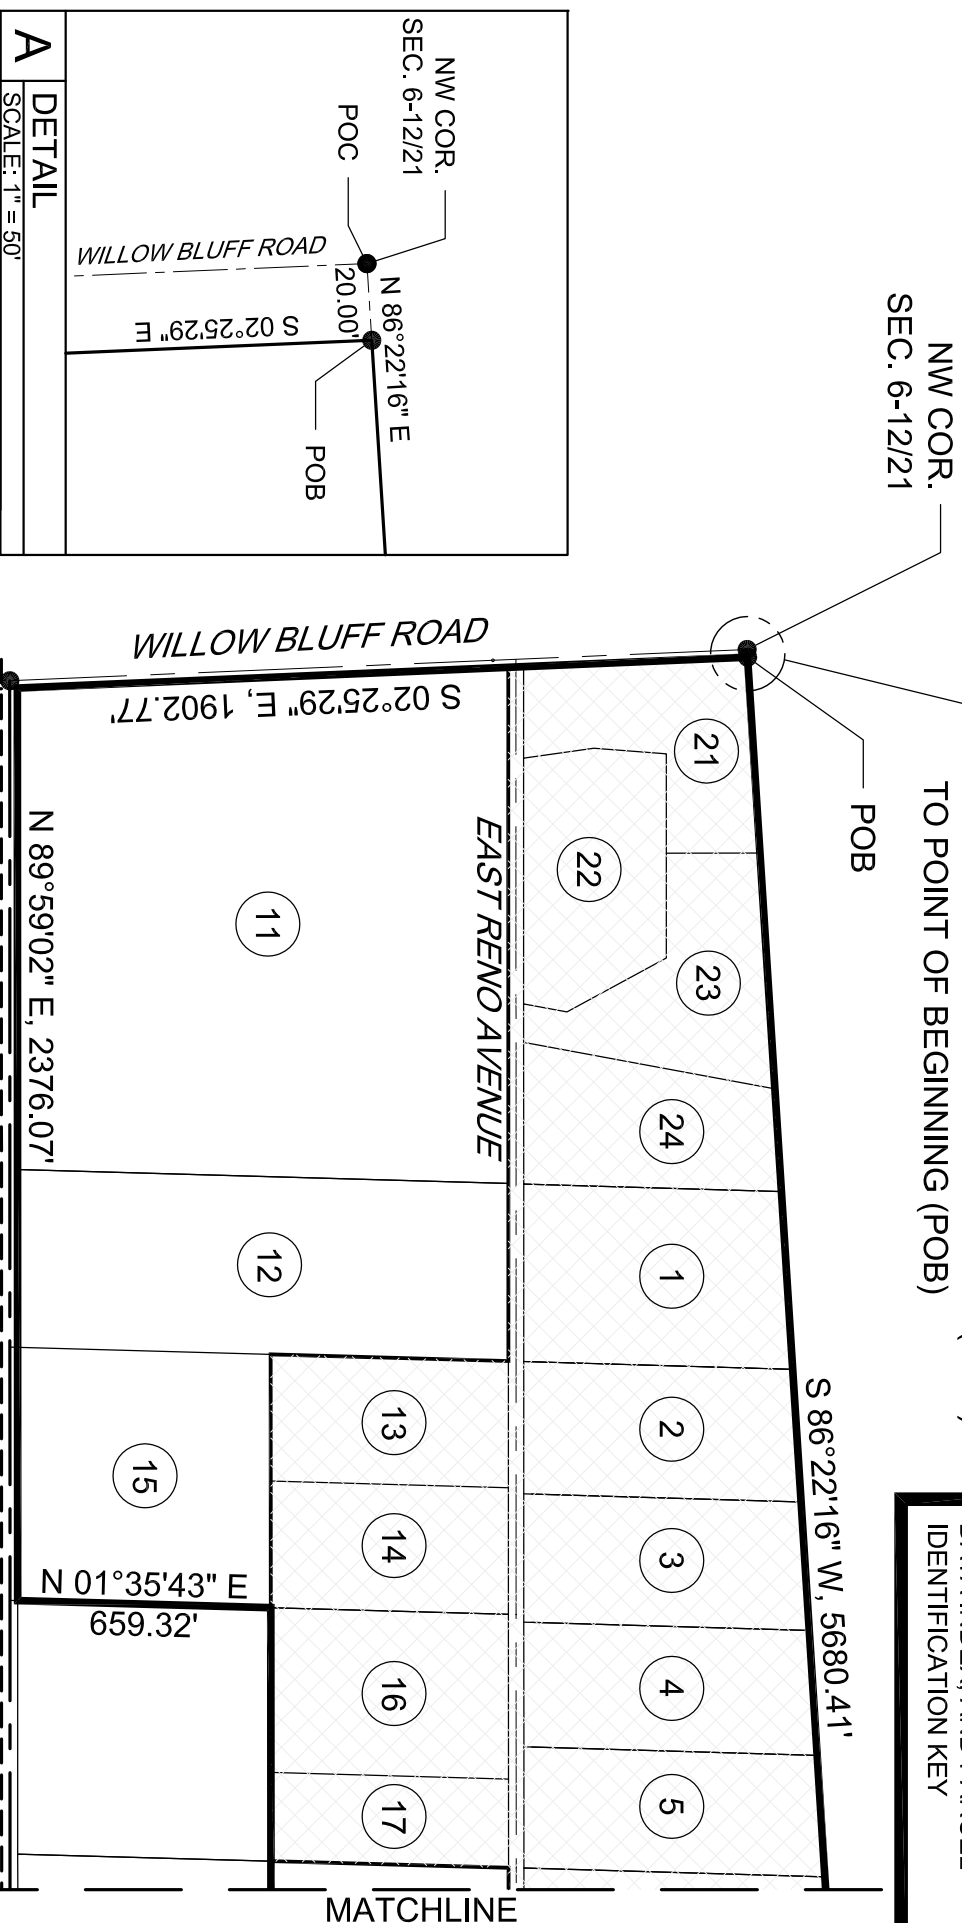 NW COR.
SEC. 6-12/21
POC
WILLOW BLUFF ROAD
N 86°22'16" E
20.00'
S 02°25'29" E
POB
A
DETAIL
SCALE: 1" = 50'
NW COR.
SEC. 6-12/21
POB
TO POINT OF BEGINNING (POB)
IDENTIFICATION KEY
WILLOW BLUFF ROAD
S 02°25'29" E, 1902.77'
S 86°22'16" W, 5680.41'
EAST RENO AVENUE
21
22
23
24
1
2
3
4
5
11
12
13
14
15
16
17
N 89°59'02" E, 2376.07'
N 01°35'43" E
659.32'
MATCHLINE